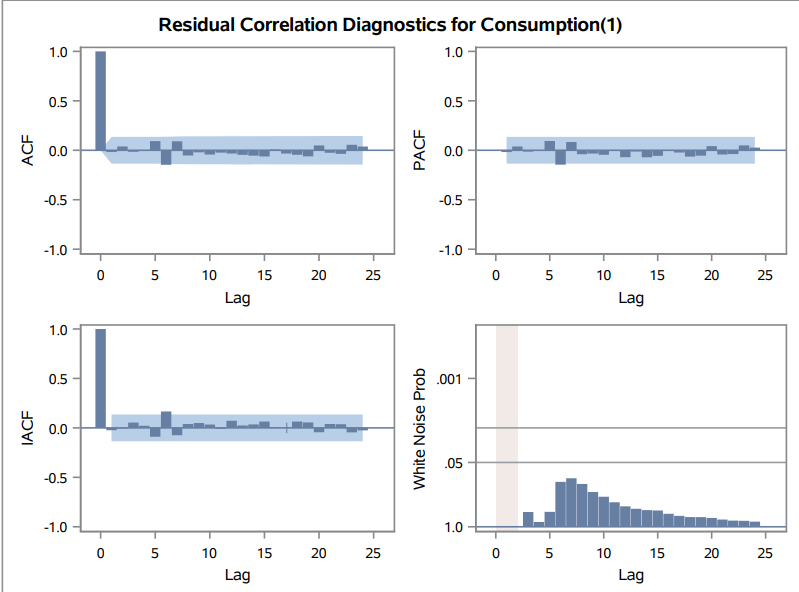 Residual Correlation Diagnostics for Consumption(1)
1.0
0.5
0.0
-0.5
-1.0
ACF
0 5 10 15 20 25
Lag
1.0
0.5
0.0
-0.5
-1.0
PACF
0 5 10 15 20 25
Lag
1.0
0.5
0.0
-0.5
-1.0
IACF
0 5 10 15 20 25
Lag
.001
.05
1.0
White Noise Prob
0 5 10 15 20 25
Lag